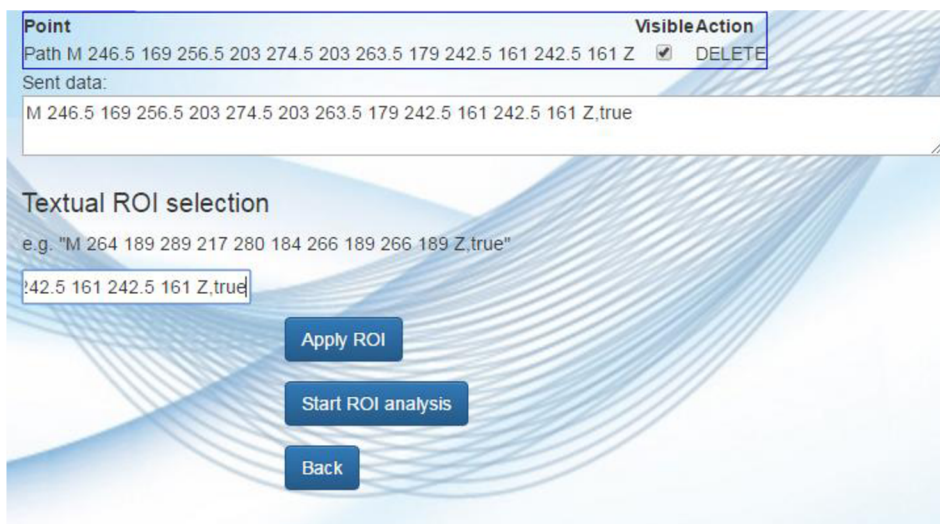 Point Visible Action
Path M 246.5 169 256.5 203 274.5 203 263.5 179 242.5 161 242.5 161 Z DELETE
Sent data:
M 246.5 169 256.5 203 274.5 203 263.5 179 242.5 161 242.5 161 Z,true
Textual ROI selection
e.g. "M 264 189 289 217 280 184 266 189 266 189 Z,true"
242.5 161 242.5 161 Z,true
Apply ROI
Start ROI analysis
Back